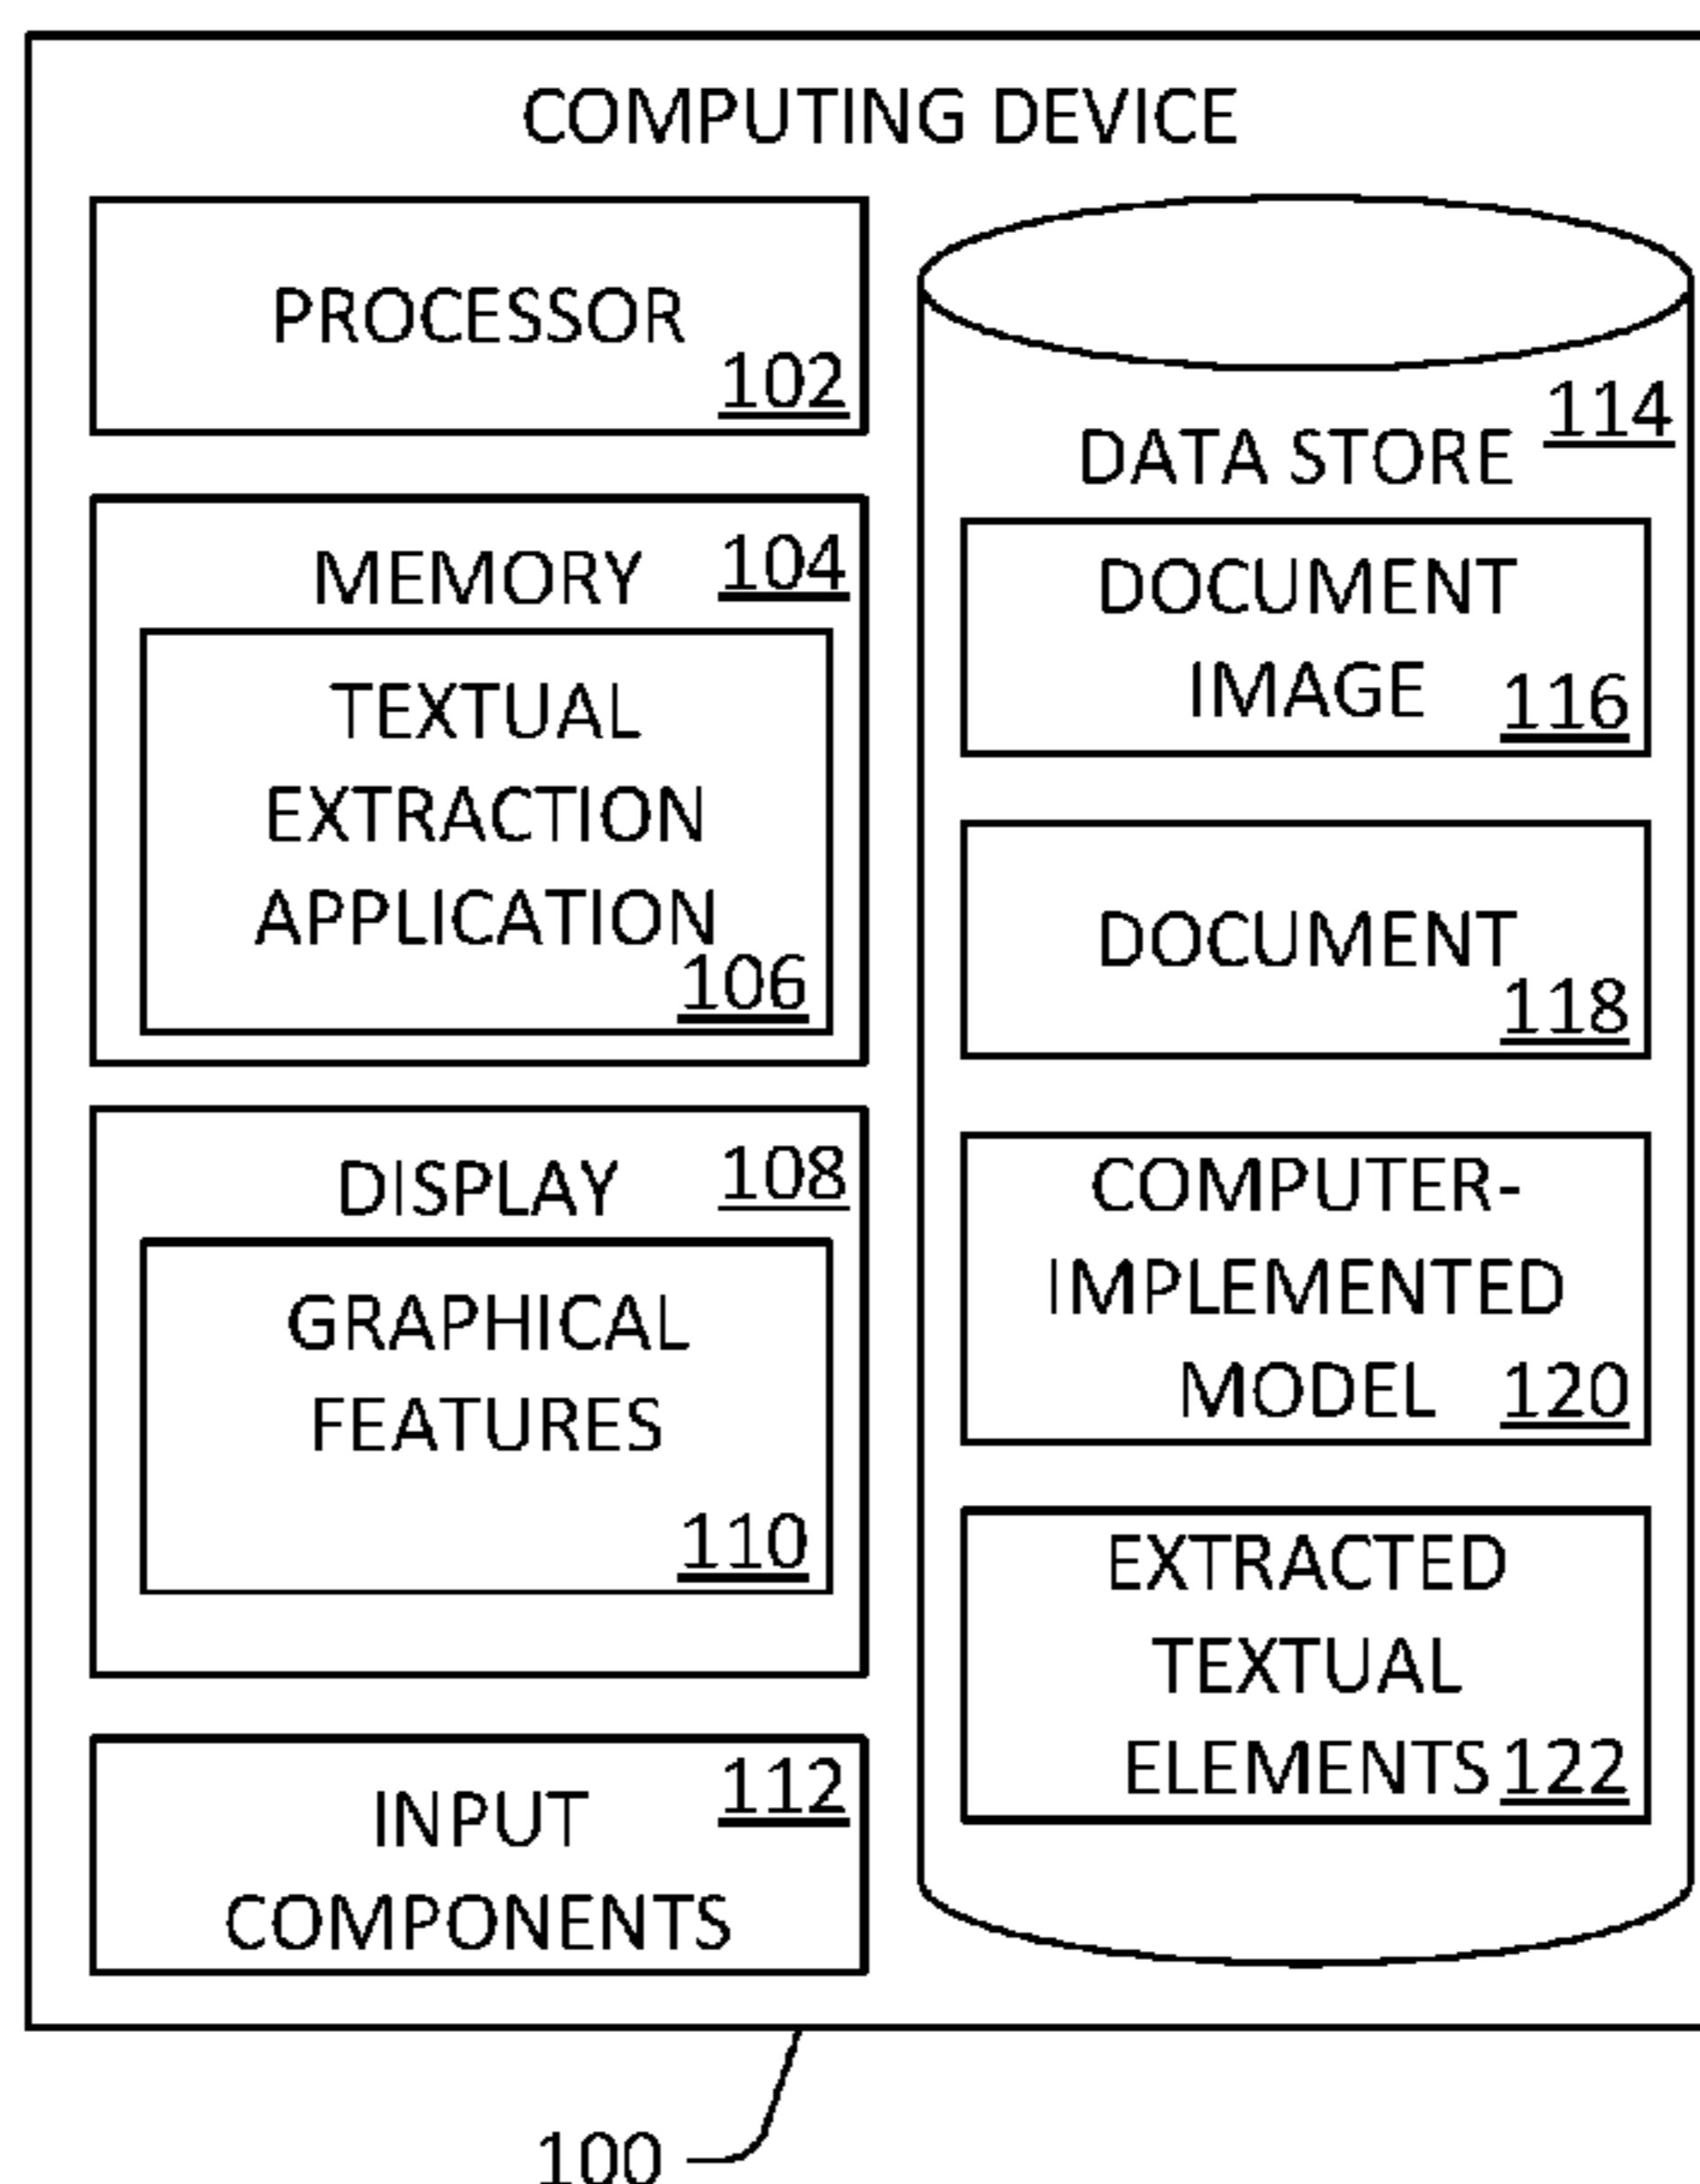 COMPUTING DEVICE
PROCESSOR
102
MEMORY
104
TEXTUAL
EXTRACTION
APPLICATION
106
DISPLAY
108
GRAPHICAL
FEATURES
110
INPUT
112
COMPONENTS
114
DATA STORE
DOCUMENT
IMAGE
116
DOCUMENT
118
COMPUTER-
IMPLEMENTED
MODEL
120
EXTRACTED
TEXTUAL
ELEMENTS
122
100